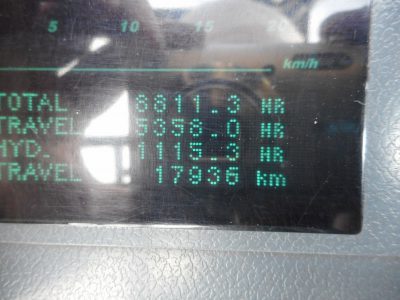 5 10 15 20
km/h
TOTAL 8811.3 HR
TRAVEL 5358.0 HR
HYD. 1115.3 HR
TRAVEL 17936 km